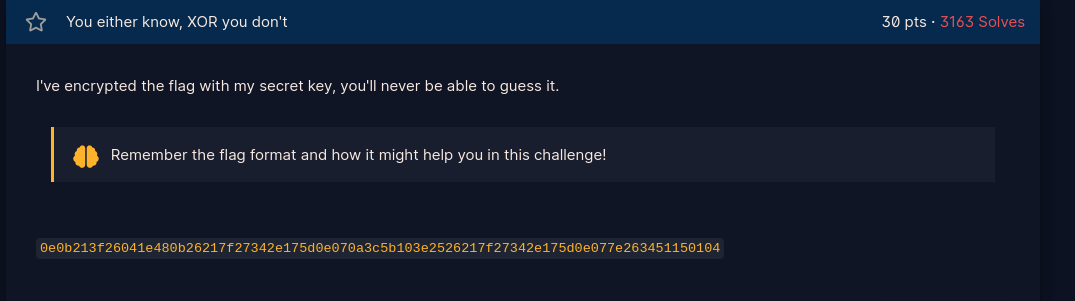 You either know, XOR you don't
30 pts · 3163 Solves
I've encrypted the flag with my secret key, you'll never be able to guess it.
Remember the flag format and how it might help you in this challenge!
0e0b213f26041e480b26217f27342e175d0e070a3c5b103e2526217f27342e175d0e077e263451150104